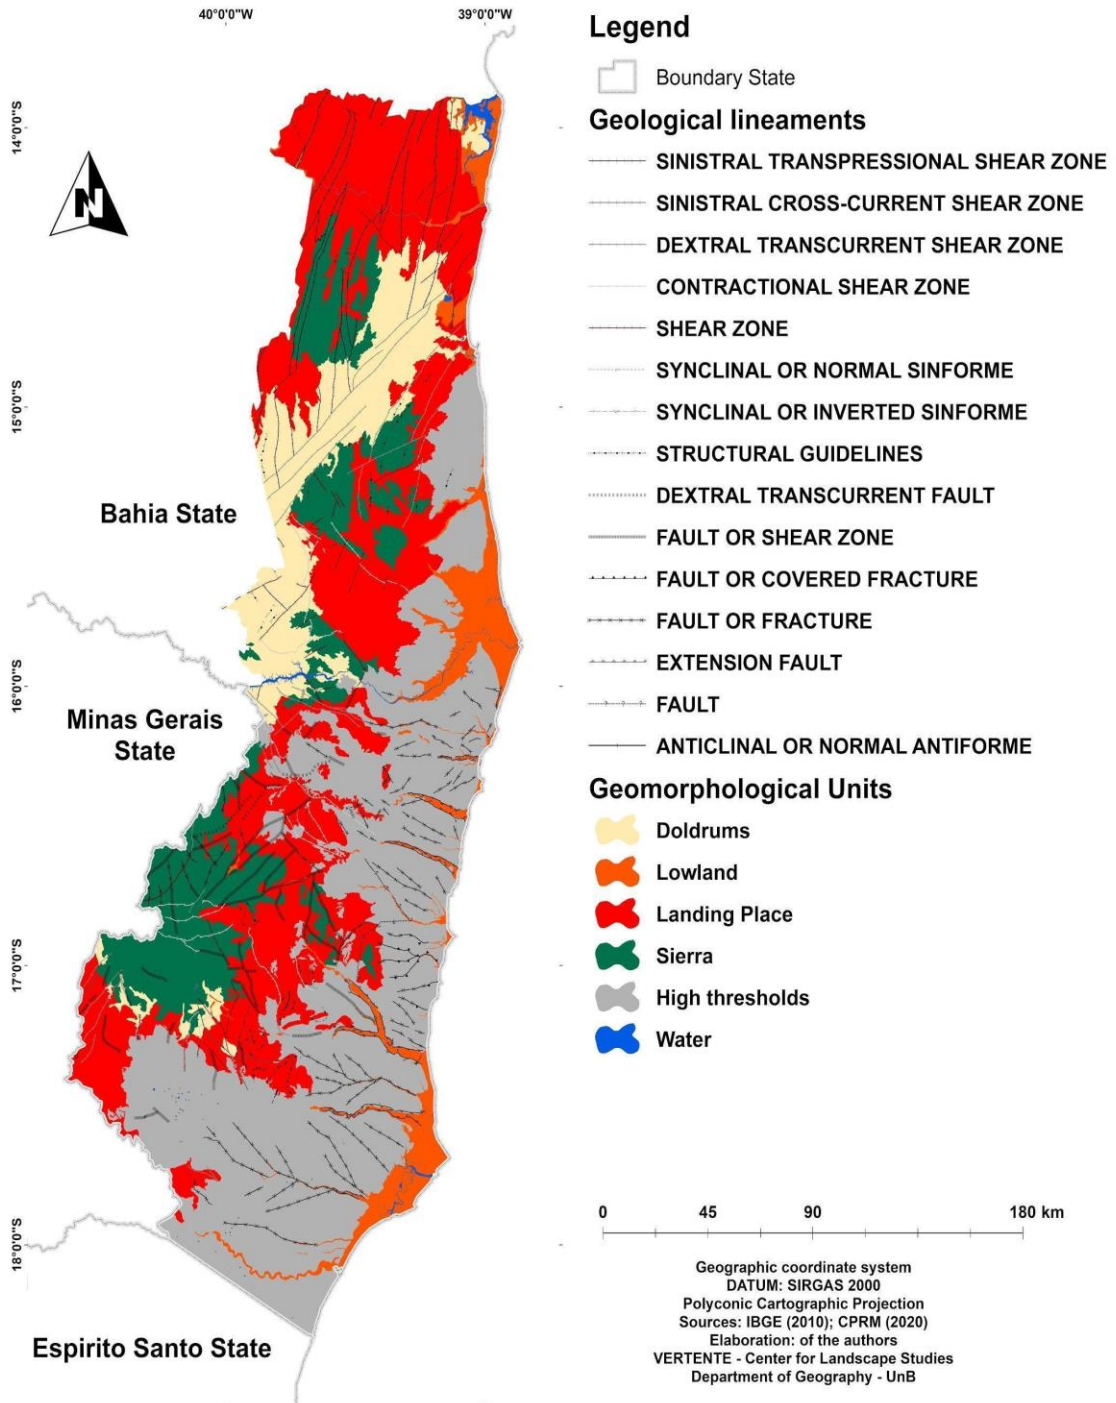 40°0'0"W
39°0'0"W
14°0'0"S
15°0'0"S
16°0'0"S
17°0'0"S
18°0'0"S
N
Bahia State
Minas Gerais
State
Espirito Santo State
Legend
Boundary State
Geological lineaments
SINISTRAL TRANSPRESSIONAL SHEAR ZONE
SINISTRAL CROSS-CURRENT SHEAR ZONE
DEXTRAL TRANSCURRENT SHEAR ZONE
CONTRACTIONAL SHEAR ZONE
SHEAR ZONE
SYNCLINAL OR NORMAL SINFORME
SYNCLINAL OR INVERTED SINFORME
STRUCTURAL GUIDELINES
DEXTRAL TRANSCURRENT FAULT
FAULT OR SHEAR ZONE
FAULT OR COVERED FRACTURE
FAULT OR FRACTURE
EXTENSION FAULT
FAULT
ANTICLINAL OR NORMAL ANTIFORME
Geomorphological Units
Doldrums
Lowland
Landing Place
Sierra
High thresholds
Water
0 45 90 180 km
Geographic coordinate system
DATUM: SIRGAS 2000
Polyconic Cartographic Projection
Sources: IBGE (2010); CPRM (2020)
Elaboration: of the authors
VERTENTE - Center for Landscape Studies
Department of Geography - UnB